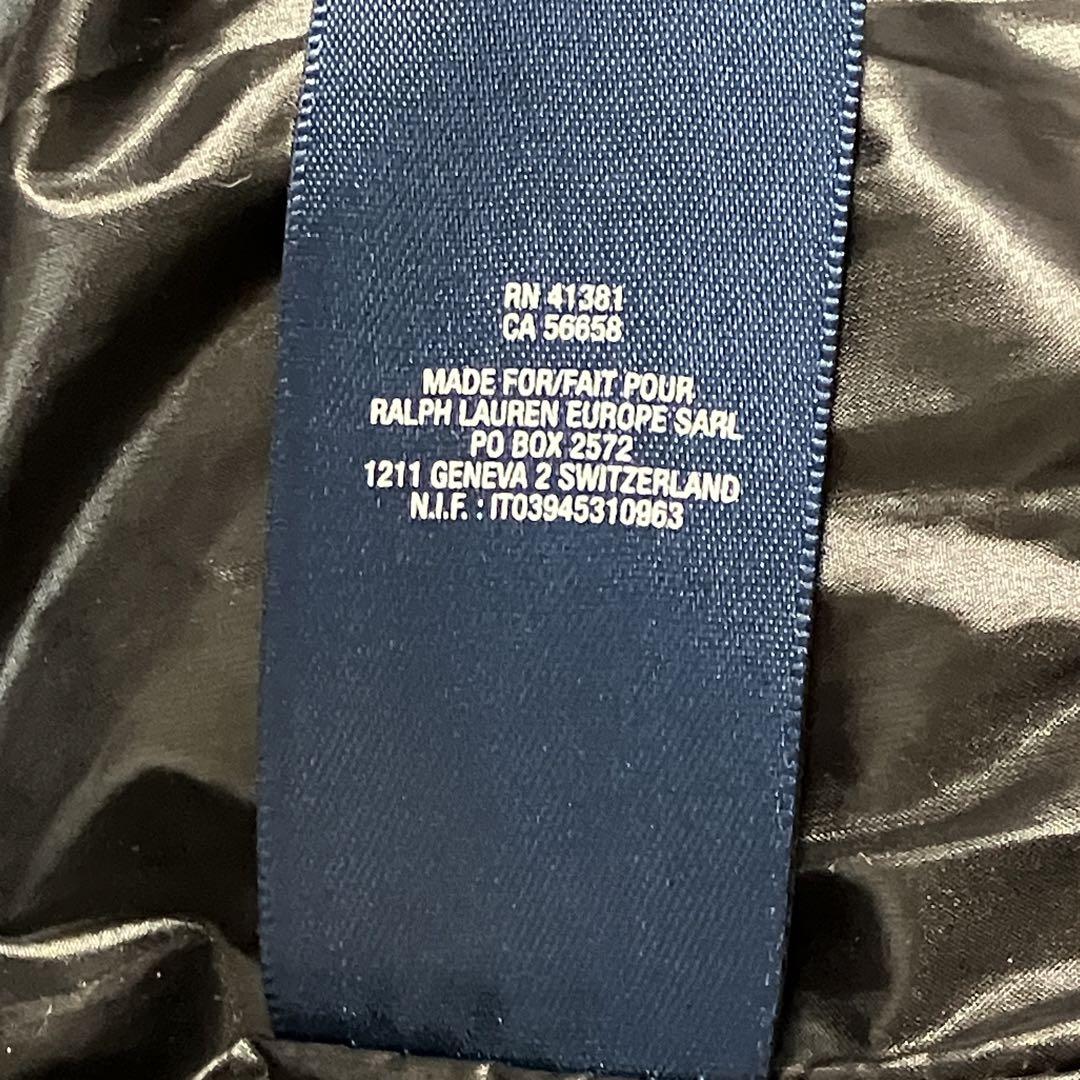 RN 41381
CA 56658
MADE FOR/FAIT POUR
RALPH LAUREN EUROPE SARL
PO BOX 2572
1211 GENEVA 2 SWITZERLAND
N.I.F. : IT03945310963